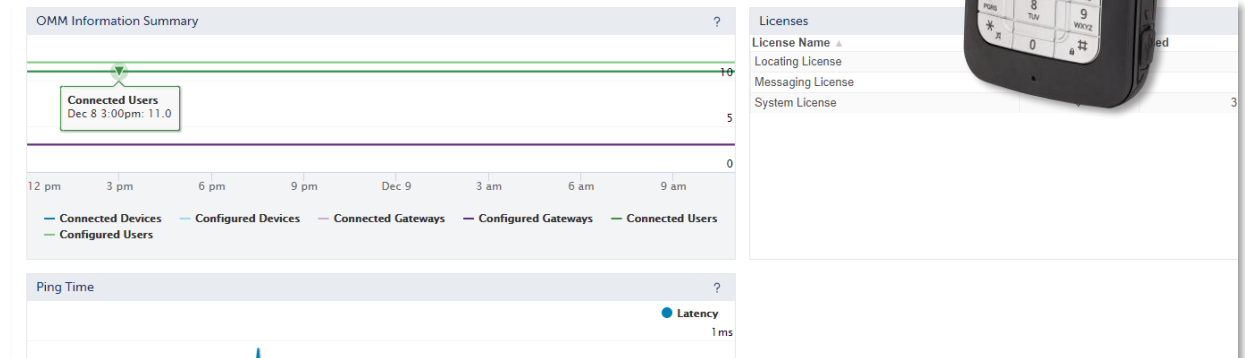 OMM Information Summary ?
10
Connected Users
Dec 8 3:00pm: 11.0
5
0
12 pm 3 pm 6 pm 9 pm Dec 9 3 am 6 am 9 am
Connected Devices Configured Devices Connected Gateways Configured Gateways Connected Users
Configured Users
Licenses
License Name ed
Locating License
Messaging License
System License 3
PQRS 8 TUV 9 WXYZ
* 0 #
Ping Time ?
Latency
1 ms